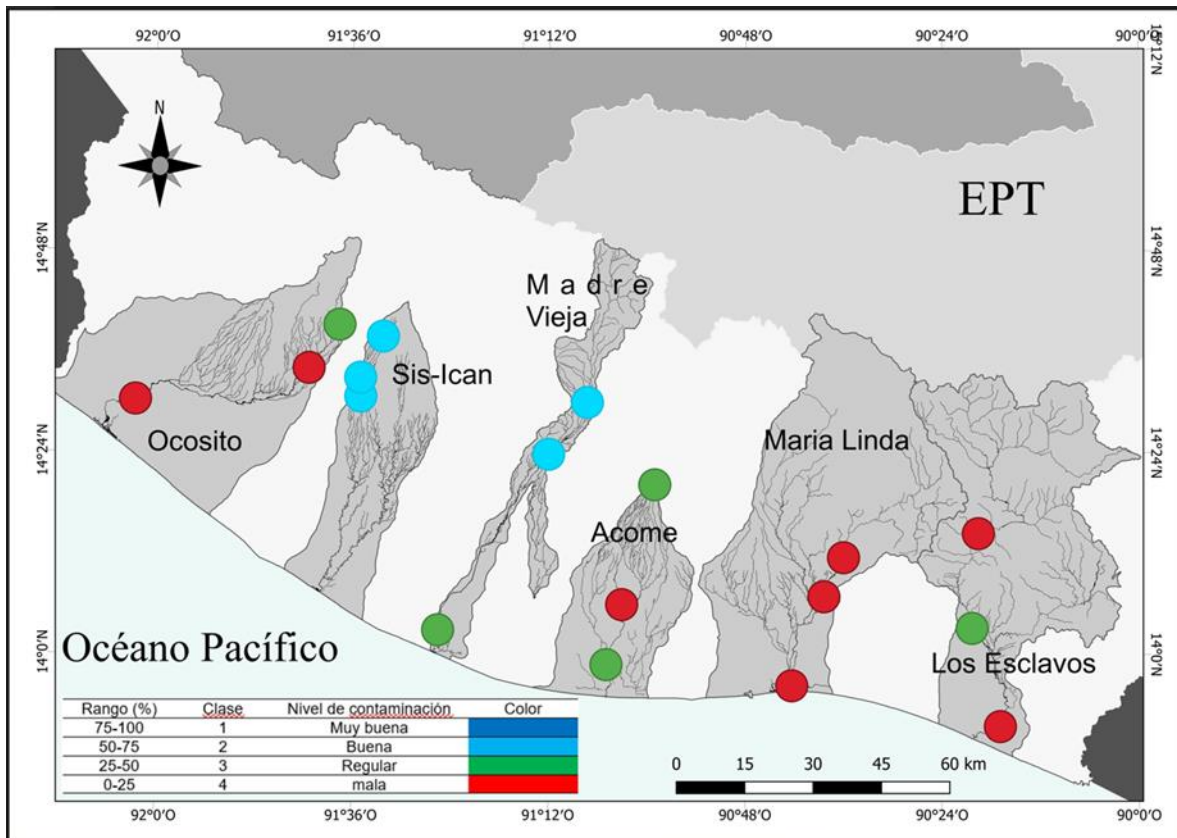 92°0'O 91°36'O 91°12'O 90°48'O 90°24'O 90°0'O
15°12'N
N
EPT
14°48'N 14°48'N
Madre
Vieja
Sis-Ican
Ocosito
Maria Linda
14°24'N 14°24'N
Acome
Océano Pacífico
14°0'N 14°0'N
Los Esclavos
Rango (%) Clase Nivel de contaminación Color
75-100 1 Muy buena
50-75 2 Buena
25-50 3 Regular
0-25 4 mala
0 15 30 45 60 km
92°0'O 91°36'O 91°12'O 90°48'O 90°24'O 90°0'O